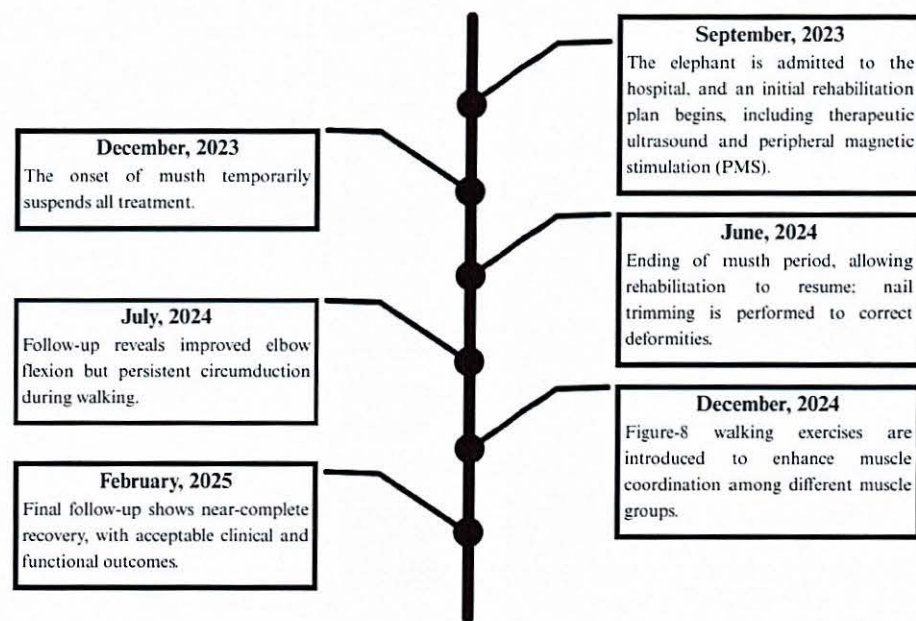 September, 2023
The elephant is admitted to the
hospital, and an initial rehabilitation
plan begins, including therapeutic
ultrasound and peripheral magnetic
stimulation (PMS).
December, 2023
The onset of musth temporarily
suspends all treatment.
June, 2024
Ending of musth period, allowing
rehabilitation to resume; nail
trimming is performed to correct
deformities.
July, 2024
Follow-up reveals improved elbow
flexion but persistent circumduction
during walking.
December, 2024
Figure-8 walking exercises are
introduced to enhance muscle
coordination among different muscle
groups.
February, 2025
Final follow-up shows near-complete
recovery, with acceptable clinical and
functional outcomes.